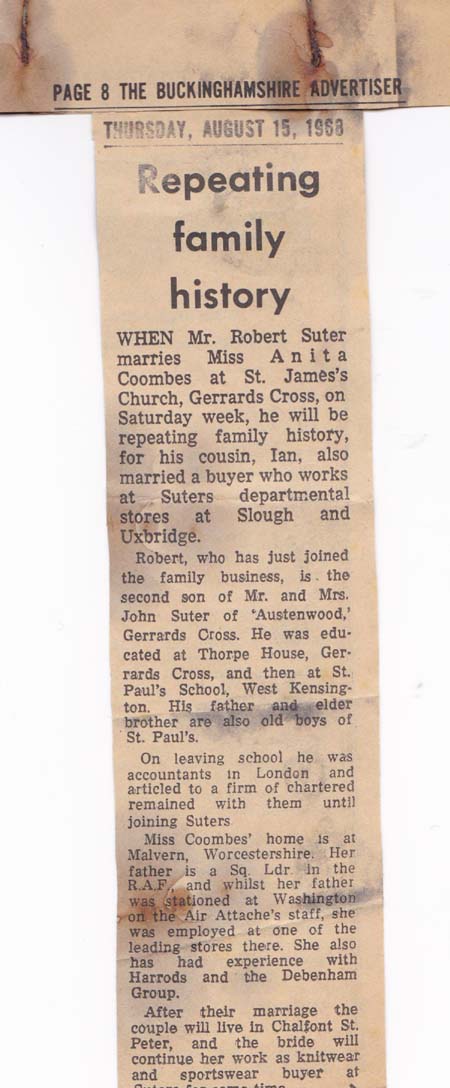 PAGE 8 THE BUCKINGHAMSHIRE ADVERTISER
THURSDAY, AUGUST 15, 1968
Repeating
family
history
WHEN Mr. Robert Suter
marries Miss Anita
Coombes at St. James's
Church, Gerrards Cross, on
Saturday week, he will be
repeating family history,
for his cousin, Ian, also
married a buyer who works
at Suters departmental
stores at Slough and
Uxbridge.
Robert, who has just joined
the family business, is the
second son of Mr. and Mrs.
John Suter of 'Austenwood,'
Gerrards Cross. He was edu-
cated at Thorpe House, Ger-
rards Cross, and then at St.
Paul's School, West Kensing-
ton. His father and elder
brother are also old boys of
St. Paul's.
On leaving school he was
accountants in London and
articled to a firm of chartered
remained with them until
joining Suters
Miss Coombes' home is at
Malvern, Worcestershire. Her
father is a Sq. Ldr. in the
R.A.F., and whilst her father
was stationed at Washington
on the Air Attache's staff, she
was employed at one of the
leading stores there. She also
has had experience with
Harrods and the Debenham
Group.
After their marriage the
couple will live in Chalfont St.
Peter, and the bride will
continue her work as knitwear
and sportswear buyer at
Suters for some time